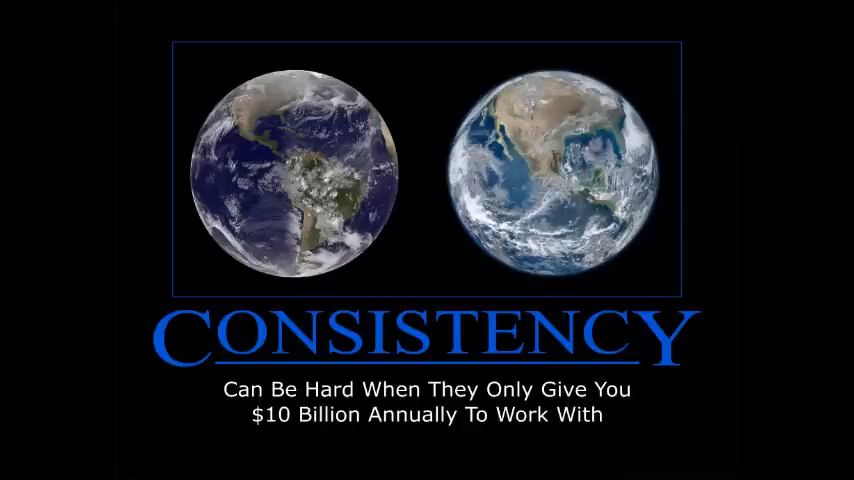 CONSISTENCY
Can Be Hard When They Only Give You
$10 Billion Annually To Work With